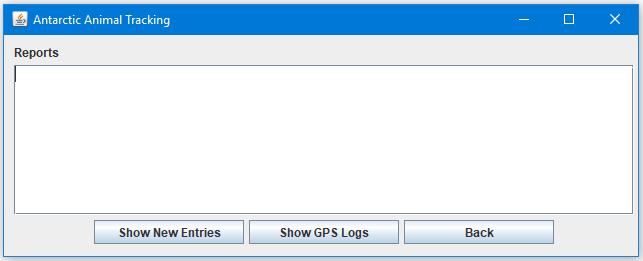 Antarctic Animal Tracking
Reports
Show New Entries Show GPS Logs Back